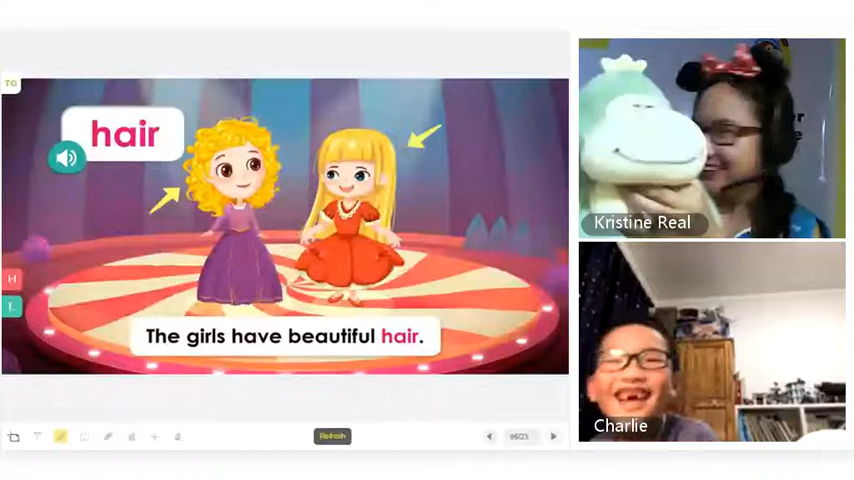 TG
hair
The girls have beautiful hair.
H
L
Refresh
06/23
Kristine Real
Charlie